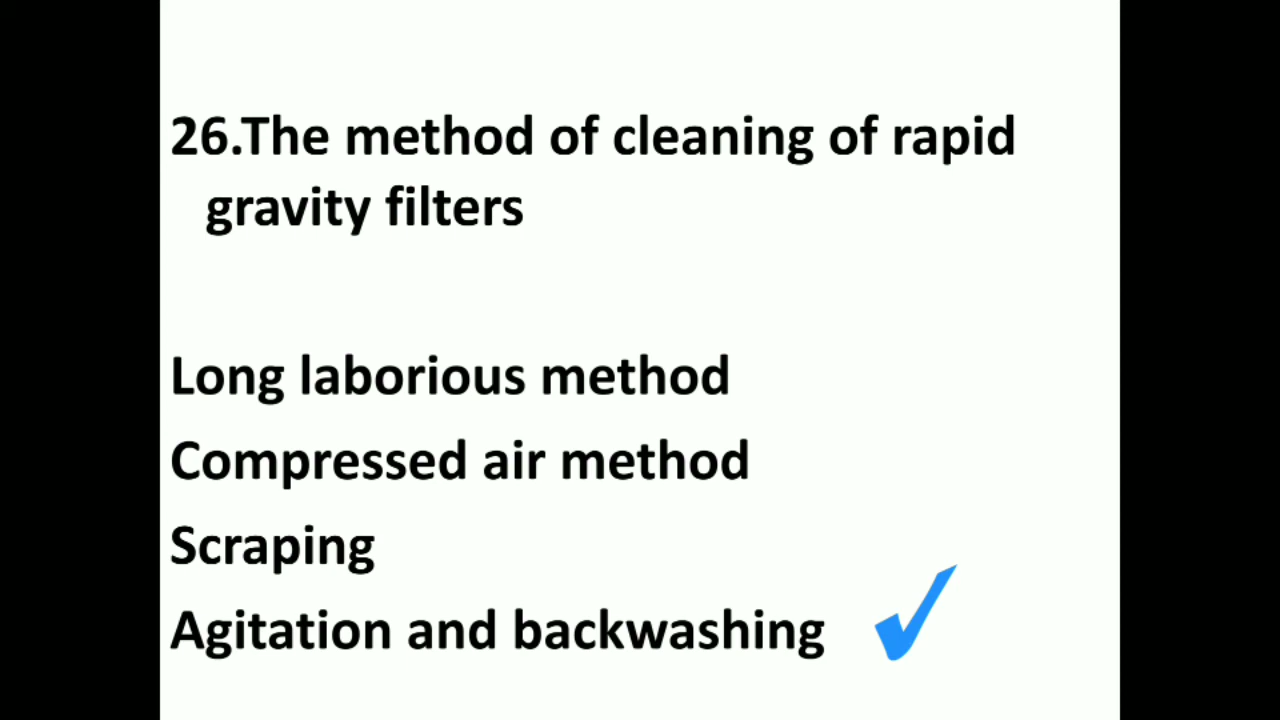 26.The method of cleaning of rapid
gravity filters
Long laborious method
Compressed air method
Scraping
Agitation and backwashing